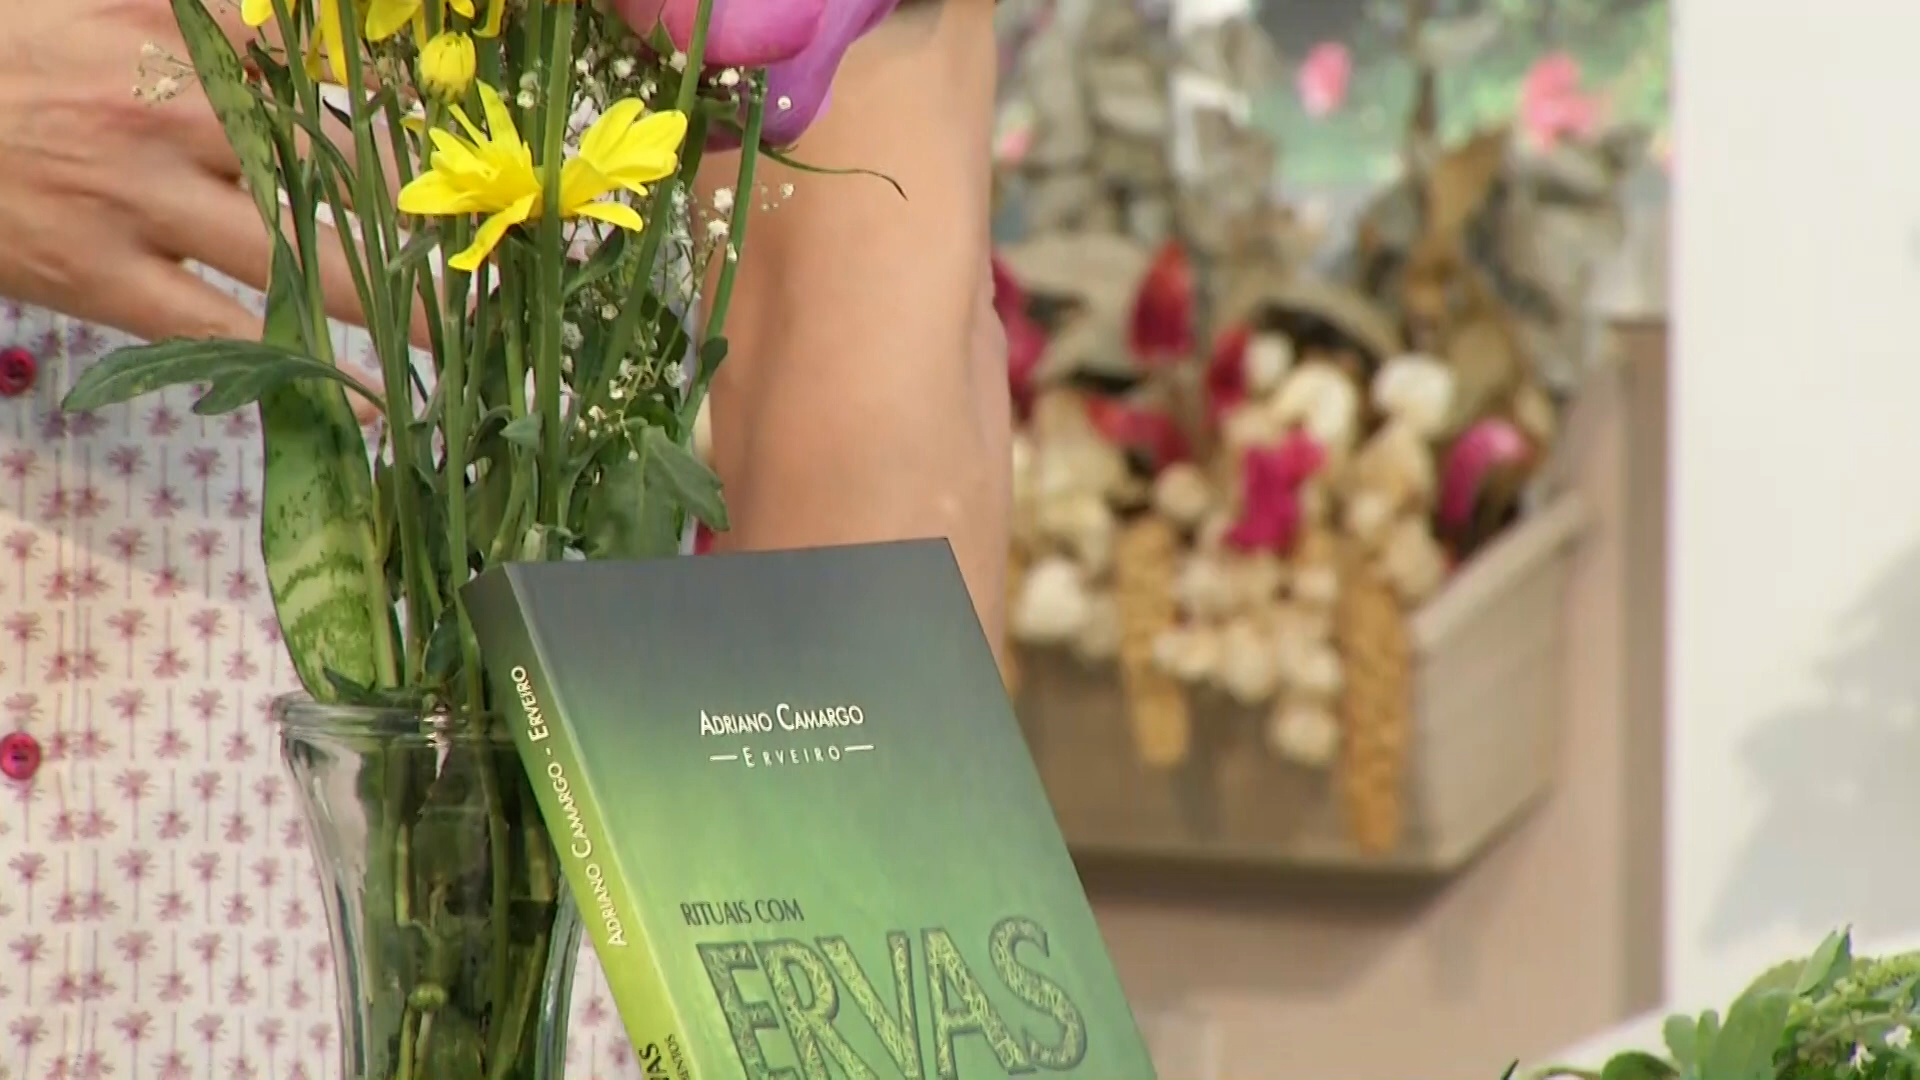 ADRIANO CAMARGO
ERVEIRO
RITUAIS COM
ERVAS
ADRIANO CAMARGO - ERVEIRO